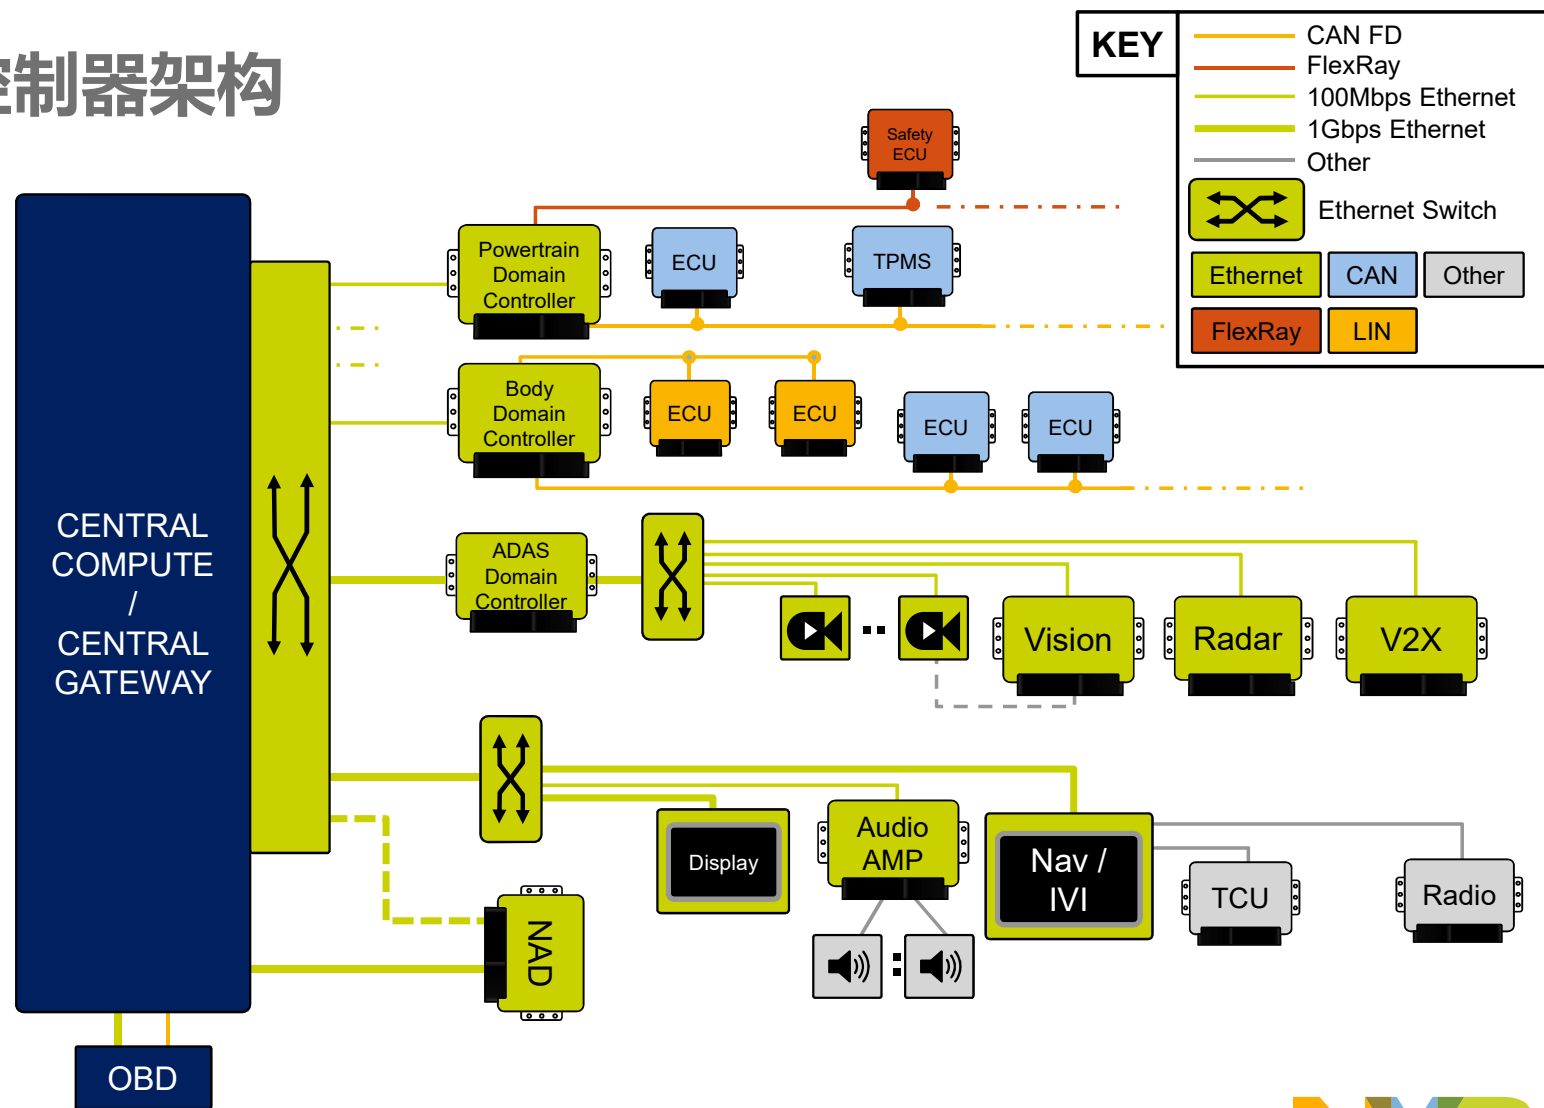 控制器架构
KEY
CAN FD
FlexRay
100Mbps Ethernet
1Gbps Ethernet
Other
Ethernet Switch
Ethernet
CAN
Other
FlexRay
LIN
Safety
ECU
Powertrain
Domain
Controller
ECU
TPMS
Body
Domain
Controller
ECU
ECU
ECU
ECU
CENTRAL
COMPUTE
/
CENTRAL
GATEWAY
ADAS
Domain
Controller
Vision
Radar
V2X
Display
Audio
AMP
Nav /
IVI
TCU
Radio
NAD
OBD